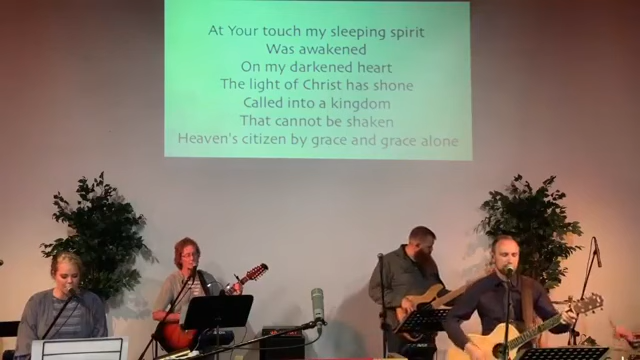 At Your touch my sleeping spirit
Was awakened
On my darkened heart
The light of Christ has shone
Called into a kingdom
That cannot be shaken
Heaven's citizen by grace and grace alone